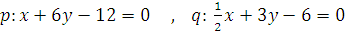 p: x + 6y − 12 = 0 , q: ½x + 3y − 6 = 0